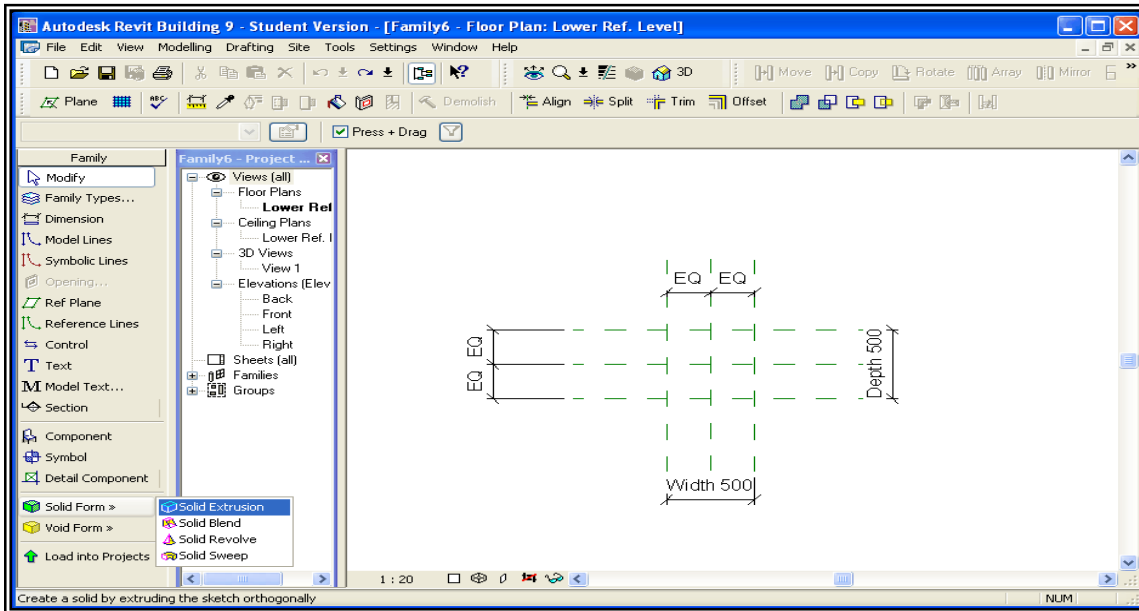 Autodesk Revit Building 9 - Student Version - [Family6 - Floor Plan: Lower Ref. Level]
File Edit View Modelling Drafting Site Tools Settings Window Help
3D Move Copy Rotate Array Mirror
Plane Demolish Align Split Trim Offset
Press + Drag
Family
Modify
Family Types...
Dimension
Model Lines
Symbolic Lines
Opening...
Ref Plane
Reference Lines
Control
Text
Model Text...
Section
Component
Symbol
Detail Component
Solid Form »
Void Form »
Load into Projects
Family6 - Project ...
Views (all)
Floor Plans
Lower Ref
Ceiling Plans
Lower Ref. l
3D Views
View 1
Elevations (Elev
Back
Front
Left
Right
Sheets (all)
Families
Groups
Solid Extrusion
Solid Blend
Solid Revolve
Solid Sweep
EQ EQ
EQ
EQ
Depth 500
Width 500
1 : 20
Create a solid by extruding the sketch orthogonally
NUM